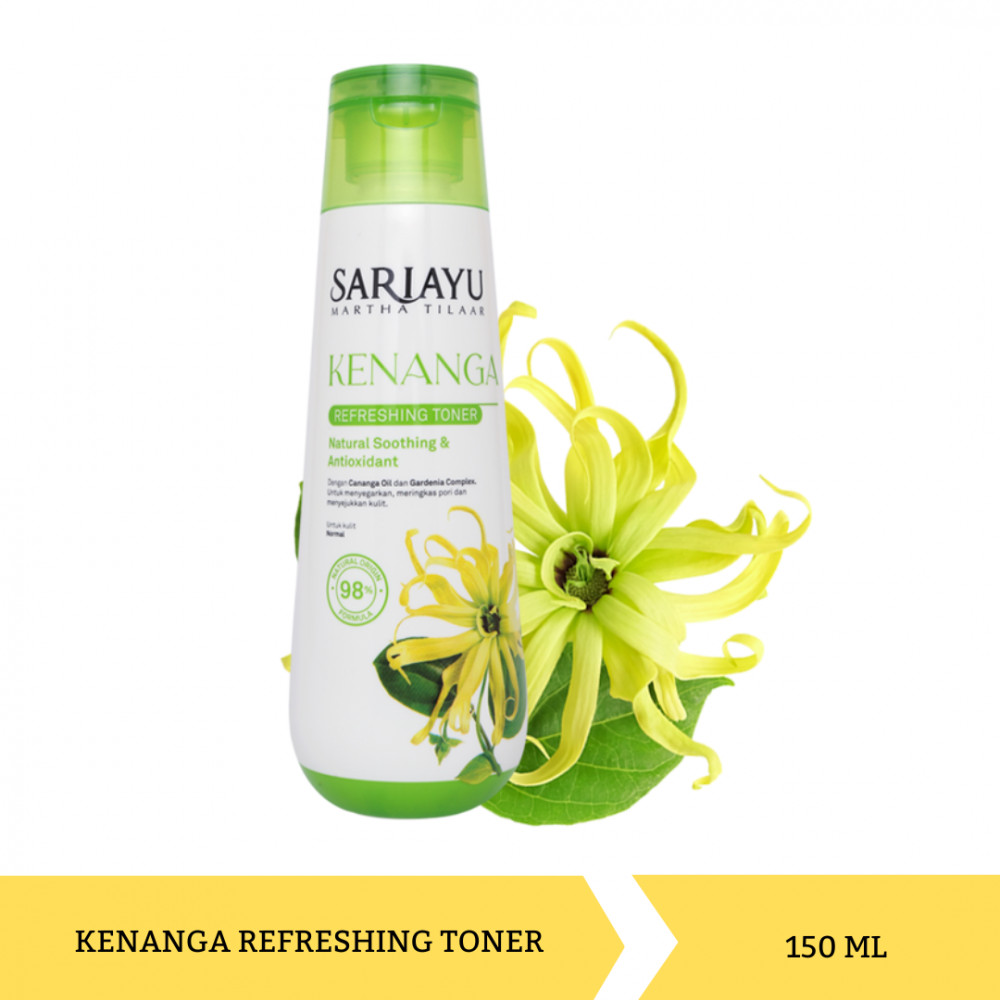 SARIAYU
MARTHA TILAAR
KENANGA
REFRESHING TONER
Natural Soothing &
Antioxidant
Dengan Cananga Oil dan Gardenia Complex.
Untuk menyegarkan, meringkas pori dan
menyejukkan kulit.
Untuk kulit
Normal
NATURAL ORIGIN
98%
FORMULA
KENANGA REFRESHING TONER
150 ML